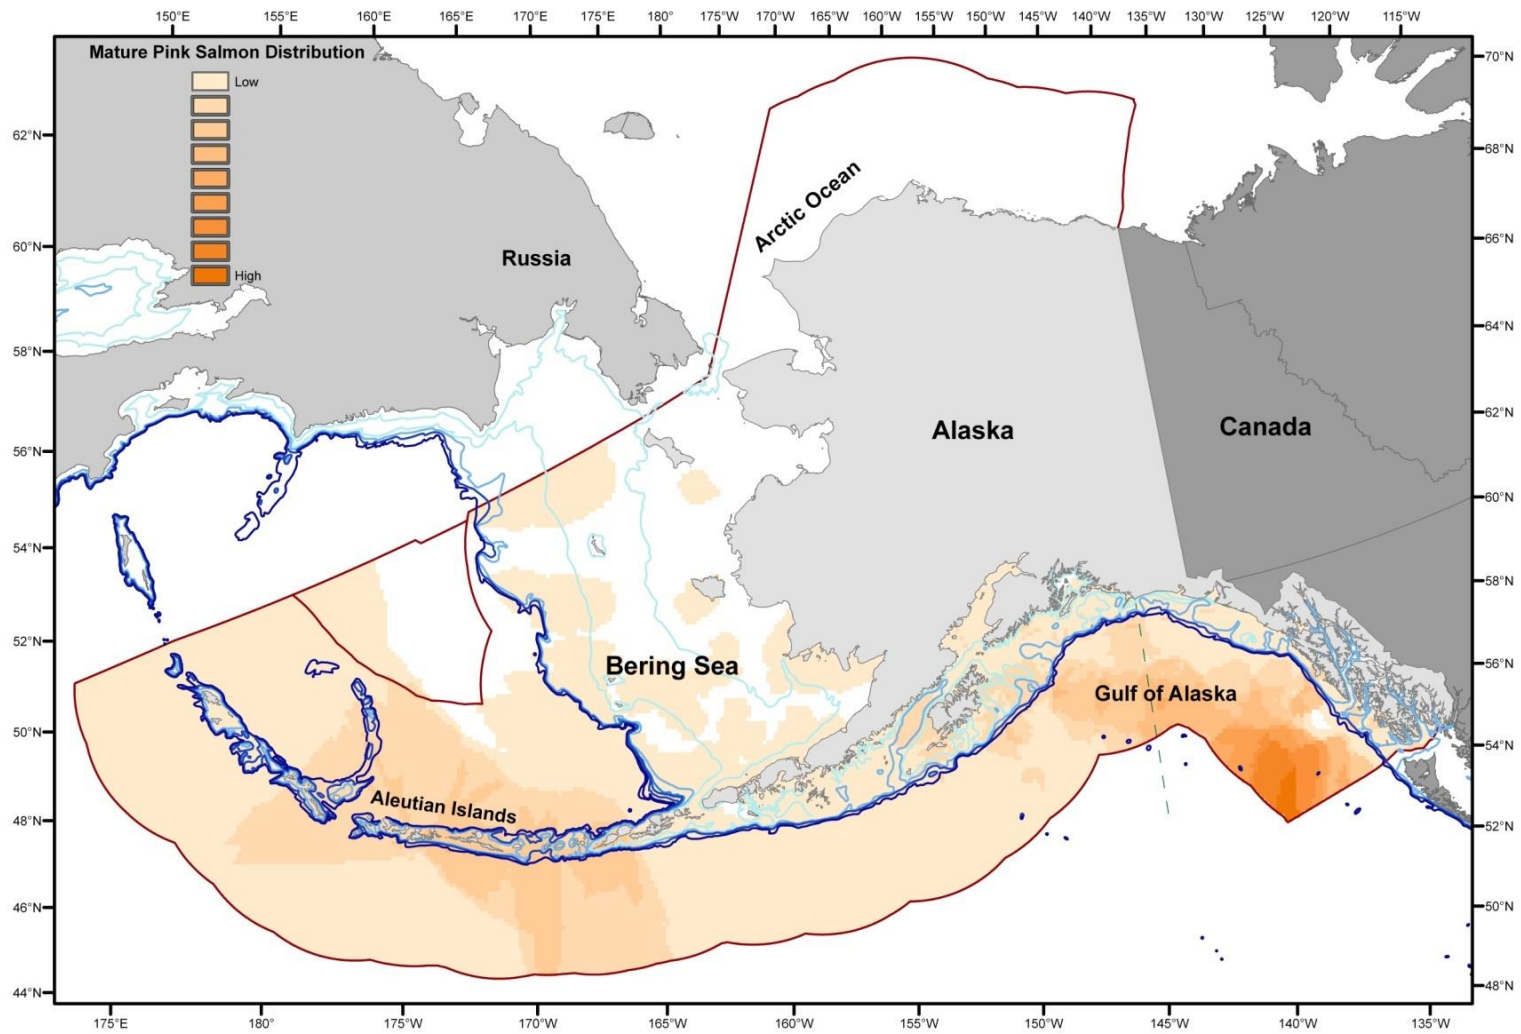 150°E 155°E 160°E 165°E 170°E 175°E 180° 175°W 170°W 165°W 160°W 155°W 150°W 145°W 140°W 135°W 130°W 120°W 115°W
Mature Pink Salmon Distribution
Low
High
70°N
62°N
68°N
Arctic Ocean
60°N
66°N
Russia
64°N
58°N
62°N
Alaska
Canada
56°N
60°N
54°N
58°N
52°N
56°N
Bering Sea
Gulf of Alaska
50°N
54°N
Aleutian Islands
48°N
52°N
46°N
50°N
44°N
48°N
175°E 180° 175°W 170°W 165°W 160°W 155°W 150°W 145°W 140°W 135°W